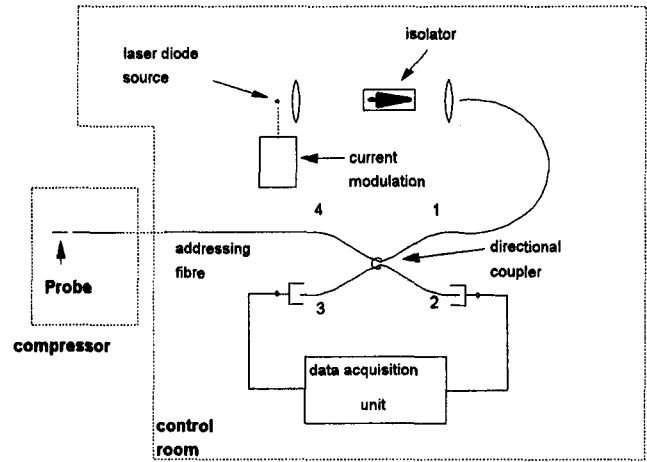 isolator
laser diode
source
current
modulation
4
1
addressing
fibre
directional
coupler
Probe
3
2
compressor
data acquisition
unit
control
room